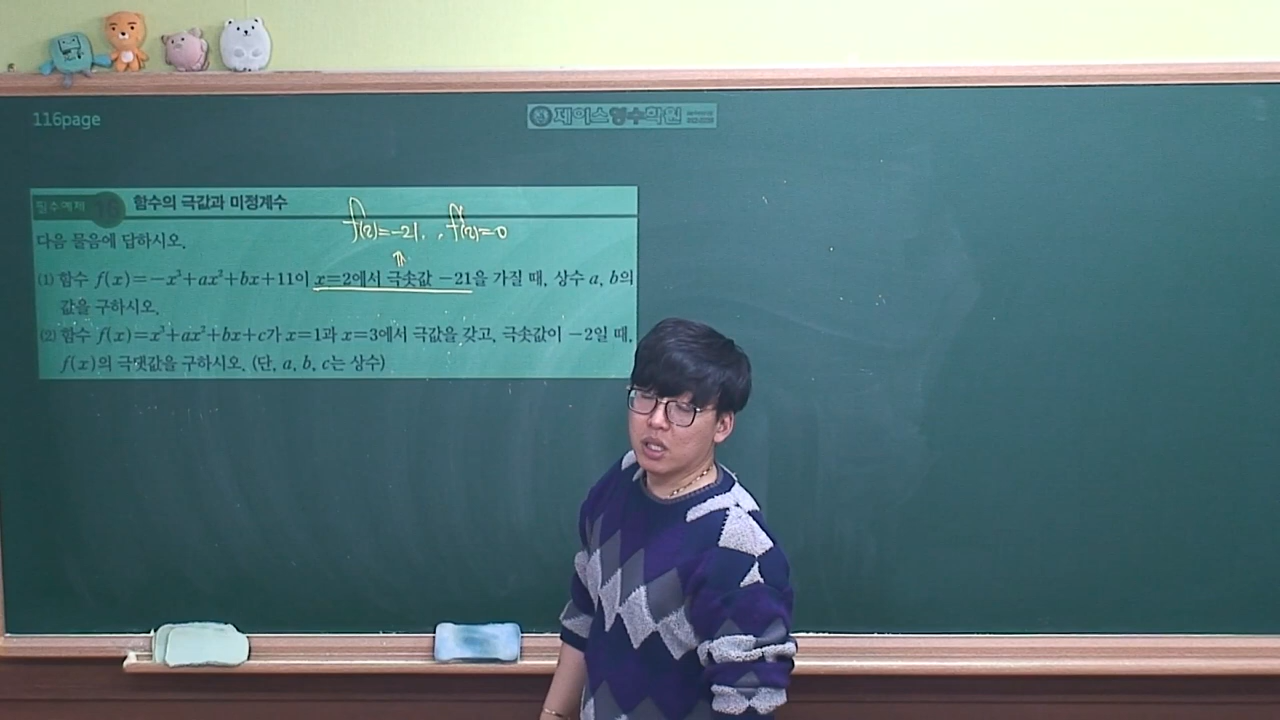 116page
제이스영수학원
필수예제 16 함수의 극값과 미정계수
f(2)=-21, f'(2)=0
다음 물음에 답하시오.
⇑
(1) 함수 f(x)=-x³+ax²+bx+11이 x=2에서 극솟값 -21을 가질 때, 상수 a, b의
값을 구하시오.
(2) 함수 f(x)=x³+ax²+bx+c가 x=1과 x=3에서 극값을 갖고, 극솟값이 -2일 때,
f(x)의 극댓값을 구하시오. (단, a, b, c는 상수)